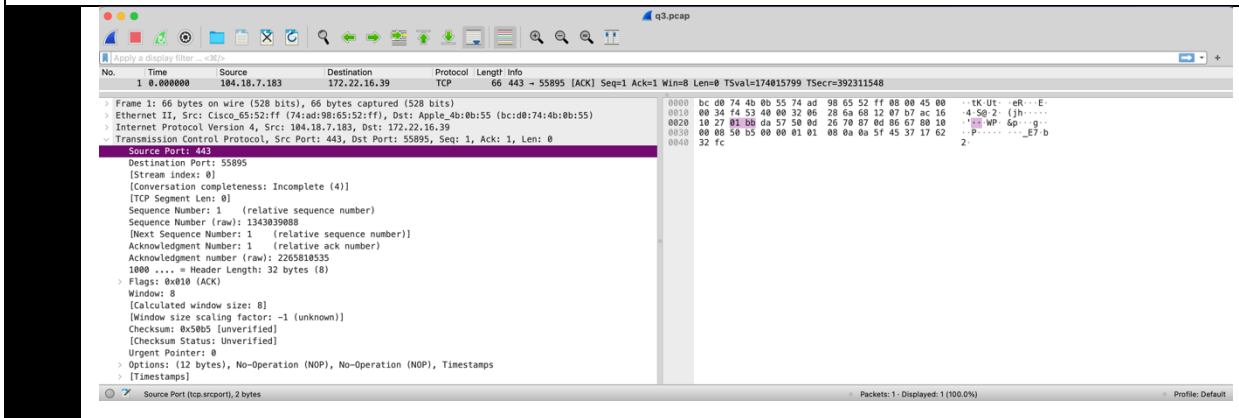 q3.pcap
Apply a display filter ... <⌘/>
No. Time Source Destination Protocol Length Info
1 0.000000 104.18.7.183 172.22.16.39 TCP 66 443 → 55895 [ACK] Seq=1 Ack=1 Win=8 Len=0 TSval=174015799 TSecr=392311548
Frame 1: 66 bytes on wire (528 bits), 66 bytes captured (528 bits)
Ethernet II, Src: Cisco_65:52:ff (74:ad:98:65:52:ff), Dst: Apple_4b:0b:55 (bc:d0:74:4b:0b:55)
Internet Protocol Version 4, Src: 104.18.7.183, Dst: 172.22.16.39
Transmission Control Protocol, Src Port: 443, Dst Port: 55895, Seq: 1, Ack: 1, Len: 0
Source Port: 443
Destination Port: 55895
[Stream index: 0]
[Conversation completeness: Incomplete (4)]
[TCP Segment Len: 0]
Sequence Number: 1 (relative sequence number)
Sequence Number (raw): 1343039088
[Next Sequence Number: 1 (relative sequence number)]
Acknowledgment Number: 1 (relative ack number)
Acknowledgment number (raw): 2265810535
1000 .... = Header Length: 32 bytes (8)
Flags: 0x010 (ACK)
Window: 8
[Calculated window size: 8]
[Window size scaling factor: -1 (unknown)]
Checksum: 0x50b5 [unverified]
[Checksum Status: Unverified]
Urgent Pointer: 0
Options: (12 bytes), No-Operation (NOP), No-Operation (NOP), Timestamps
[Timestamps]
0000 bc d0 74 4b 0b 55 74 ad 98 65 52 ff 08 00 45 00 ··tK·Ut· ·eR···E·
0010 00 34 f4 53 40 00 32 06 28 6a 68 12 07 b7 ac 16 ·4·S@·2· (jh·····
0020 10 27 01 bb da 57 50 0d 26 70 87 0d 86 67 80 10 ·'···WP· &p···g··
0030 00 08 50 b5 00 00 01 01 08 0a 0a 5f 45 37 17 62 ··P····· ···_E7·b
0040 32 fc 2·
Source Port (tcp.srcport), 2 bytes
Packets: 1 · Displayed: 1 (100.0%)
Profile: Default